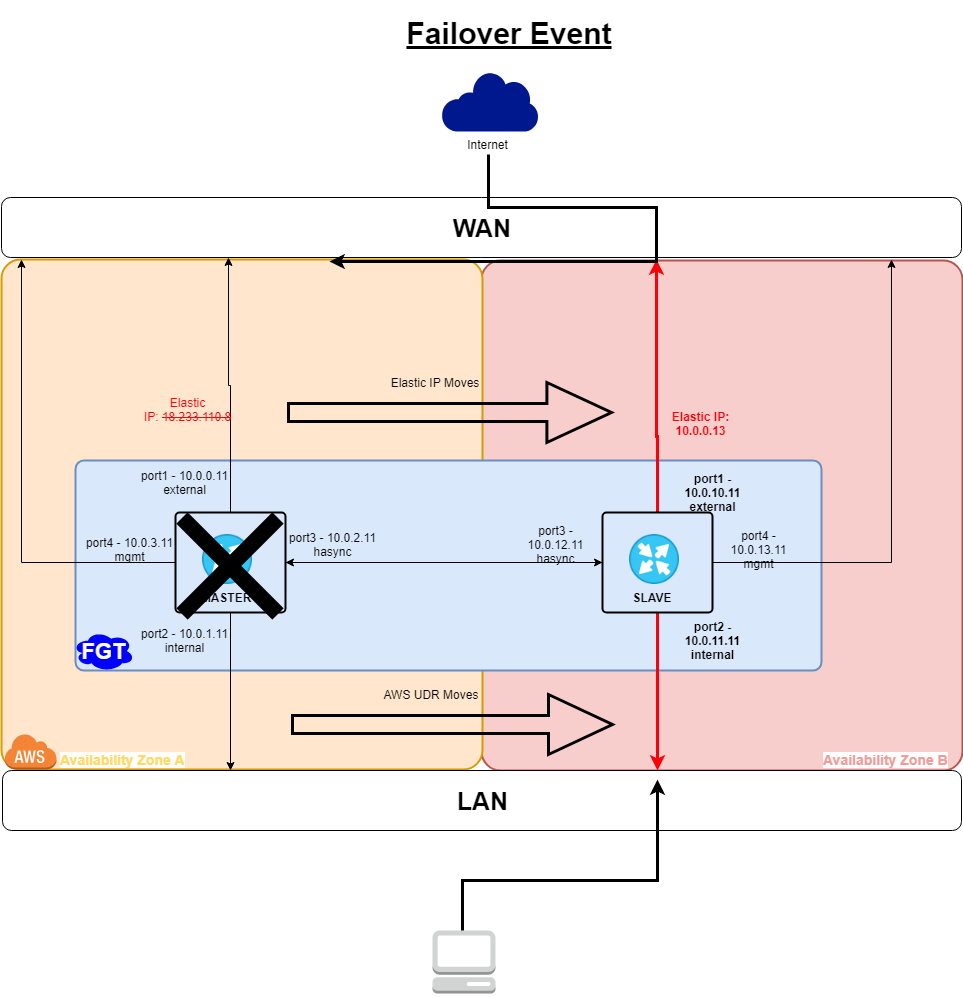 Failover Event
Internet
WAN
Elastic IP Moves
Elastic
IP: 18.233.110.8
Elastic IP:
10.0.0.13
port1 - 10.0.0.11
external
port1 -
10.0.10.11
external
port4 - 10.0.3.11
mgmt
port3 - 10.0.2.11
hasync
port3 -
10.0.12.11
hasync
port4 -
10.0.13.11
mgmt
MASTER
SLAVE
port2 - 10.0.1.11
internal
port2 -
10.0.11.11
internal
FGT
AWS UDR Moves
AWS
Availability Zone A
Availability Zone B
LAN